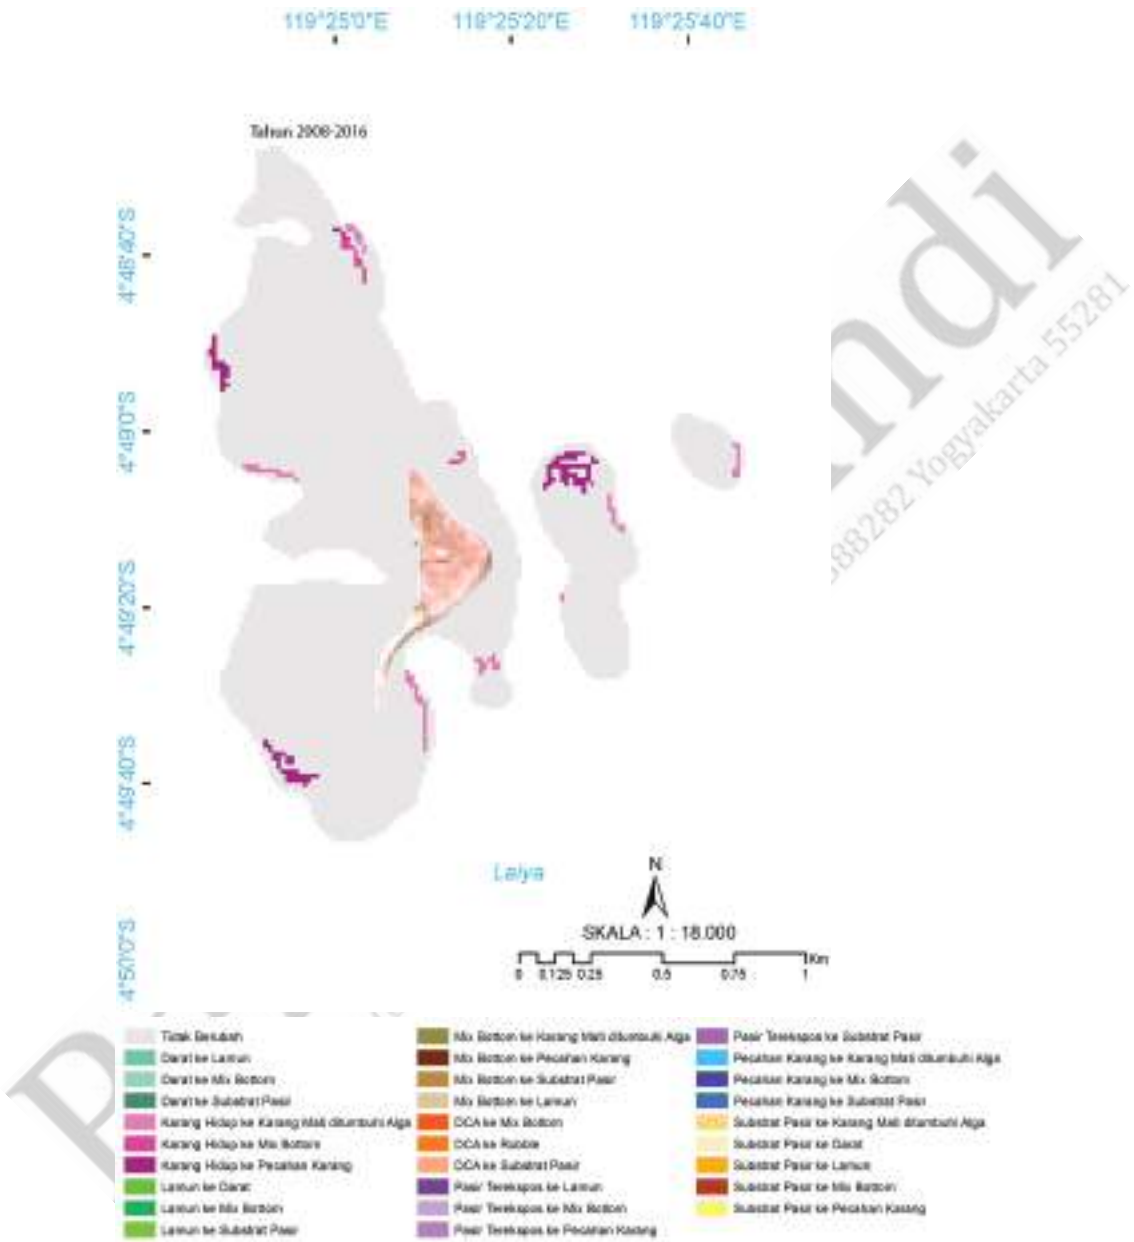 119°25'0"E 119°25'20"E 119°25'40"E
Tahun 2008-2016
4°48'40"S
4°49'0"S
4°49'20"S
4°49'40"S
4°50'0"S
Laiya
N
SKALA : 1 : 18.000
0 0.125 0.25 0.5 0.75 1 Km
Tidak Berubah
Darat ke Lamun
Darat ke Mix Bottom
Darat ke Substrat Pasir
Karang Hidup ke Karang Mati ditumbuhi Alga
Karang Hidup ke Mix Bottom
Karang Hidup ke Pecahan Karang
Lamun ke Darat
Lamun ke Mix Bottom
Lamun ke Substrat Pasir
Mix Bottom ke Karang Mati ditumbuhi Alga
Mix Bottom ke Pecahan Karang
Mix Bottom ke Substrat Pasir
Mix Bottom ke Lamun
DCA ke Mix Bottom
DCA ke Rubble
DCA ke Substrat Pasir
Pasir Terekspos ke Lamun
Pasir Terekspos ke Mix Bottom
Pasir Terekspos ke Pecahan Karang
Pasir Terekspos ke Substrat Pasir
Pecahan Karang ke Karang Mati ditumbuhi Alga
Pecahan Karang ke Mix Bottom
Pecahan Karang ke Substrat Pasir
Substrat Pasir ke Karang Mati ditumbuhi Alga
Substrat Pasir ke Darat
Substrat Pasir ke Lamun
Substrat Pasir ke Mix Bottom
Substrat Pasir ke Pecahan Karang
ndi
88282 Yogyakarta 55281